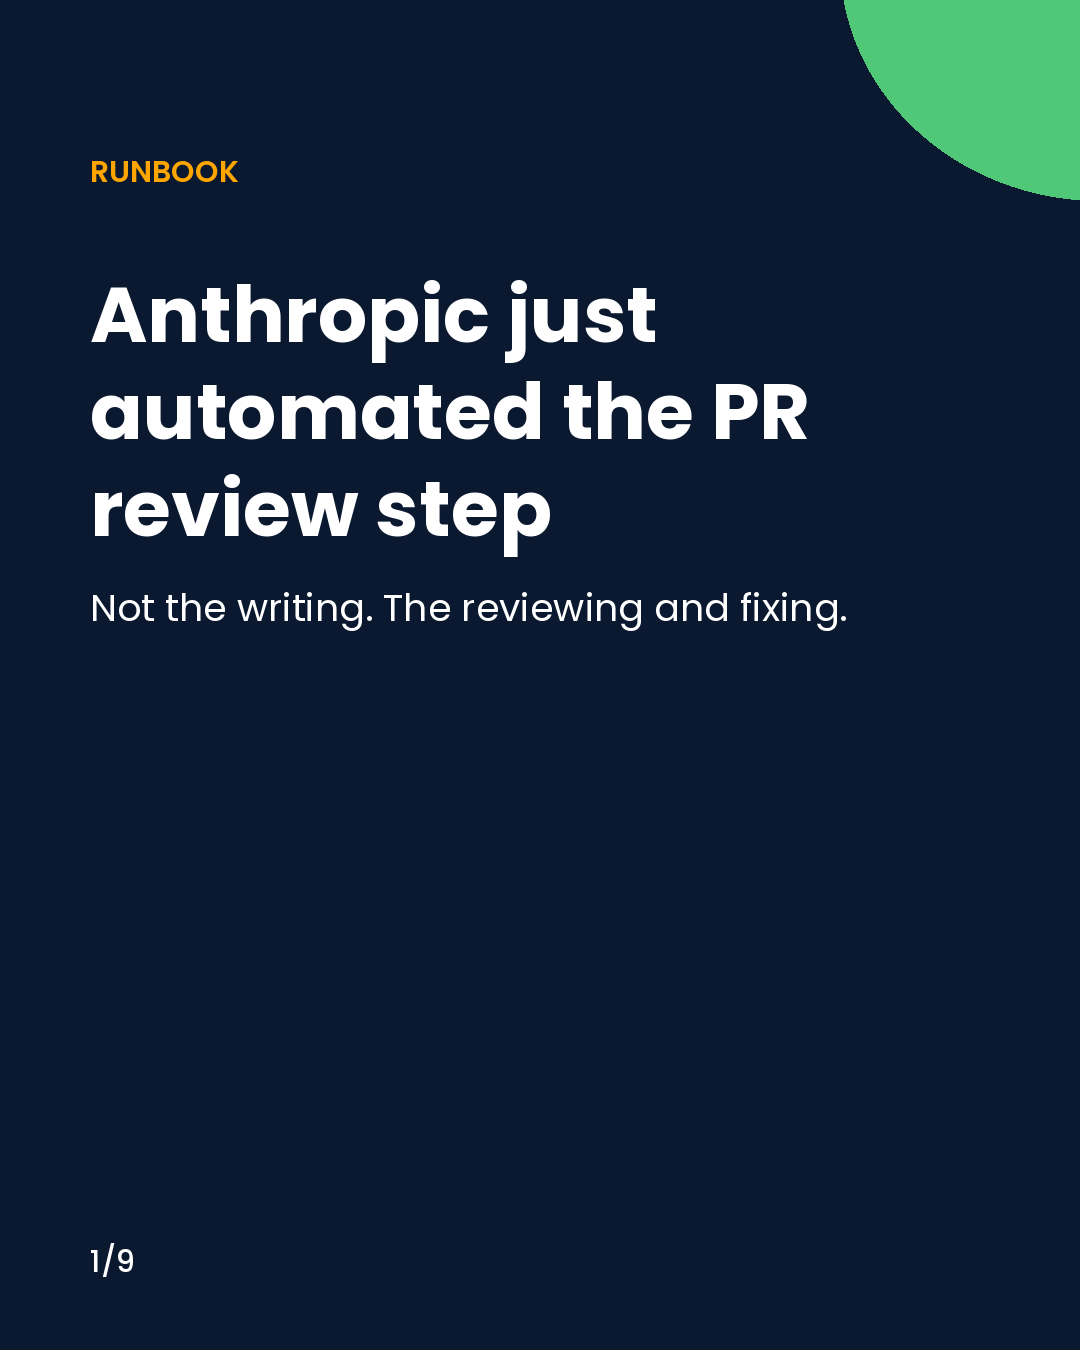 RUNBOOK
Anthropic just
automated the PR
review step
Not the writing. The reviewing and fixing.
1/9